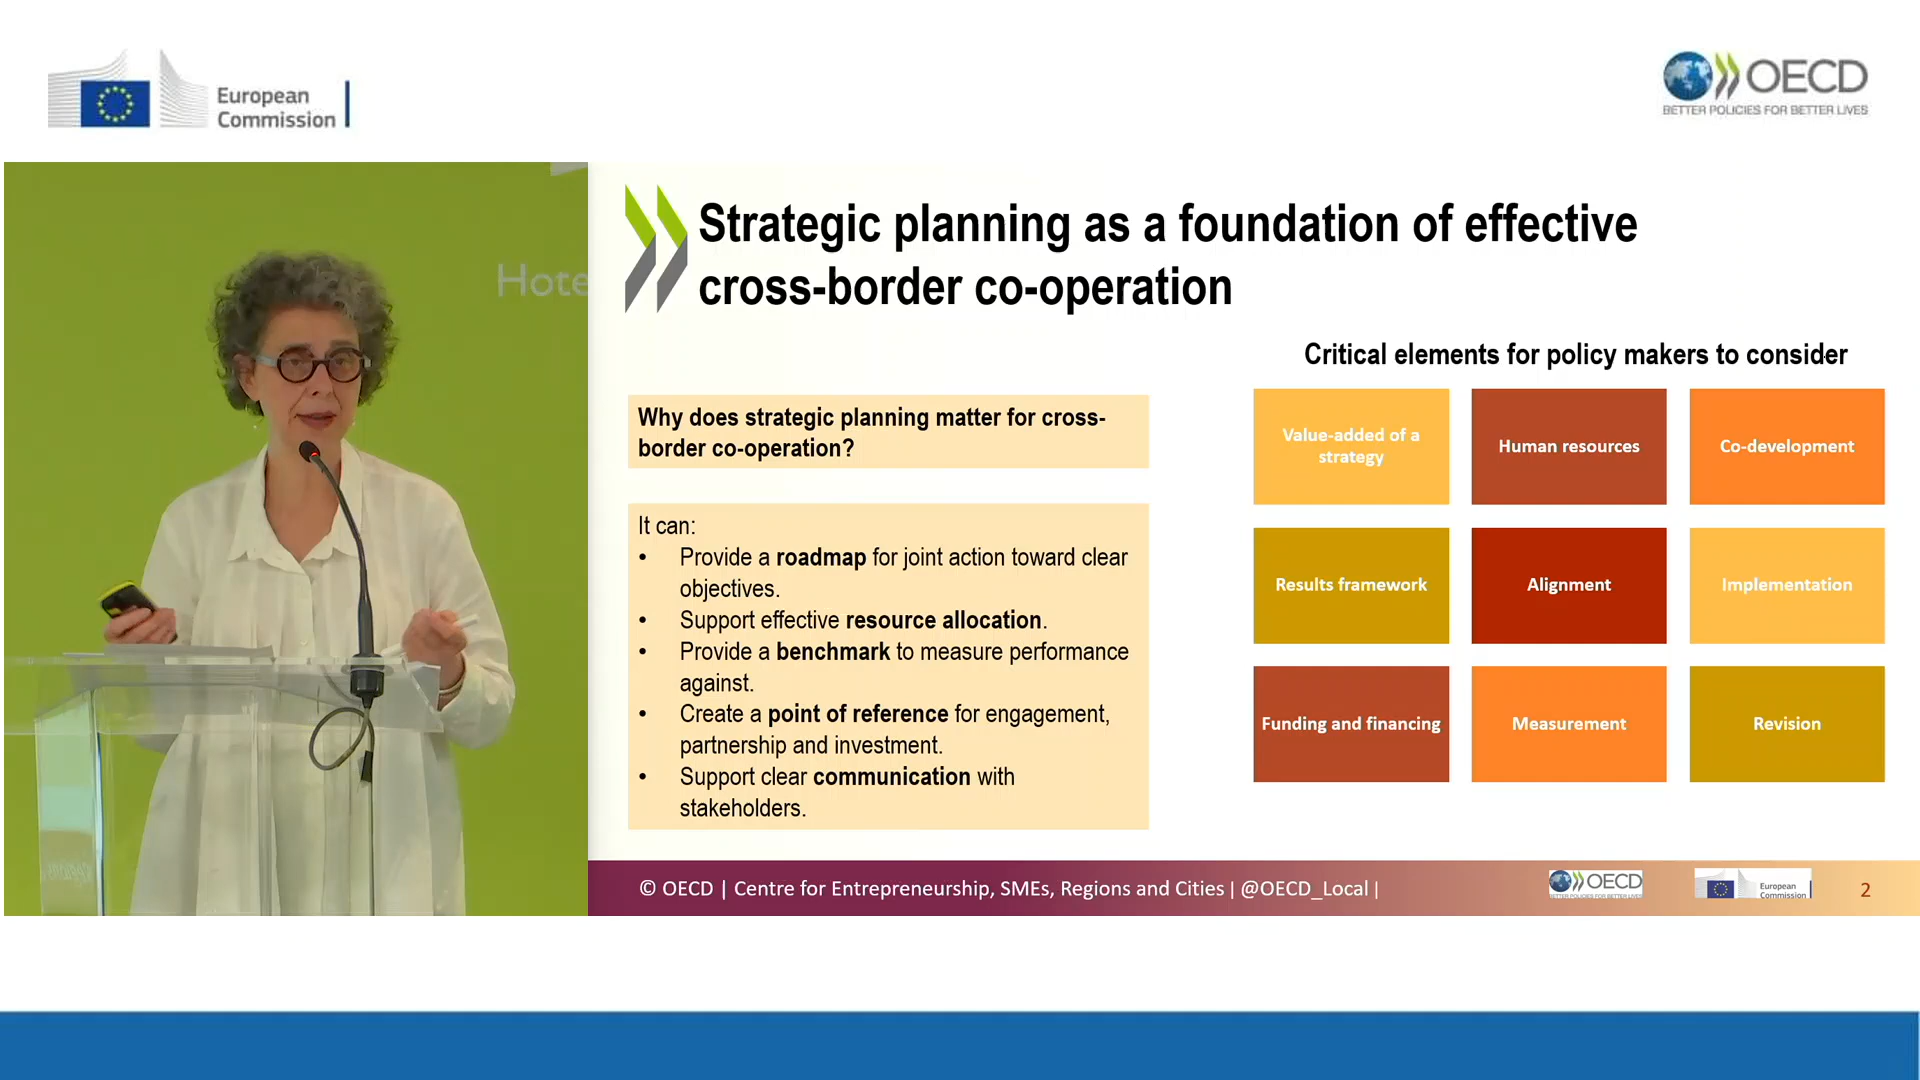 European
Commission
OECD
BETTER POLICIES FOR BETTER LIVES
Hote
Strategic planning as a foundation of effective
cross-border co-operation
Why does strategic planning matter for cross-
border co-operation?
It can:
• Provide a roadmap for joint action toward clear
objectives.
• Support effective resource allocation.
• Provide a benchmark to measure performance
against.
• Create a point of reference for engagement,
partnership and investment.
• Support clear communication with
stakeholders.
Critical elements for policy makers to consider
Value-added of a
strategy
Human resources
Co-development
Results framework
Alignment
Implementation
Funding and financing
Measurement
Revision
© OECD | Centre for Entrepreneurship, SMEs, Regions and Cities | @OECD_Local |
OECD
BETTER POLICIES FOR BETTER LIVES
European
Commission
2